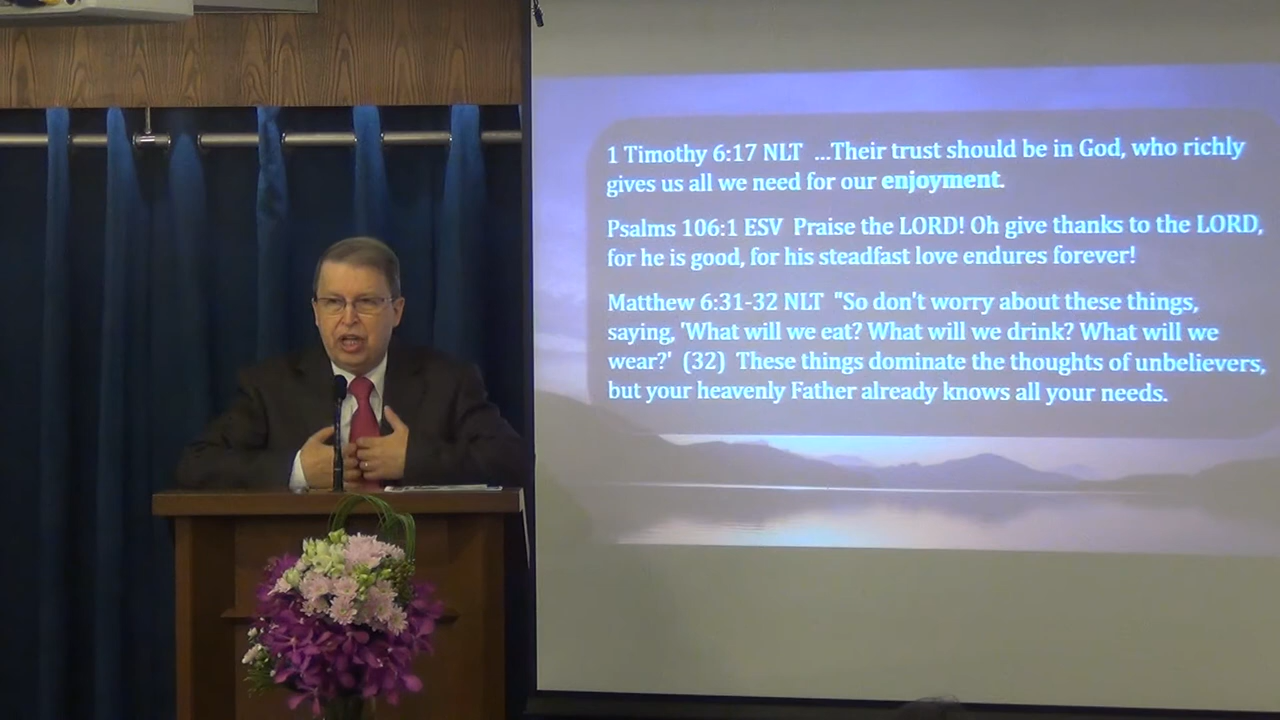 1 Timothy 6:17 NLT ...Their trust should be in God, who richly
gives us all we need for our enjoyment.
Psalms 106:1 ESV Praise the LORD! Oh give thanks to the LORD,
for he is good, for his steadfast love endures forever!
Matthew 6:31-32 NLT "So don't worry about these things,
saying, 'What will we eat? What will we drink? What will we
wear?' (32) These things dominate the thoughts of unbelievers,
but your heavenly Father already knows all your needs.